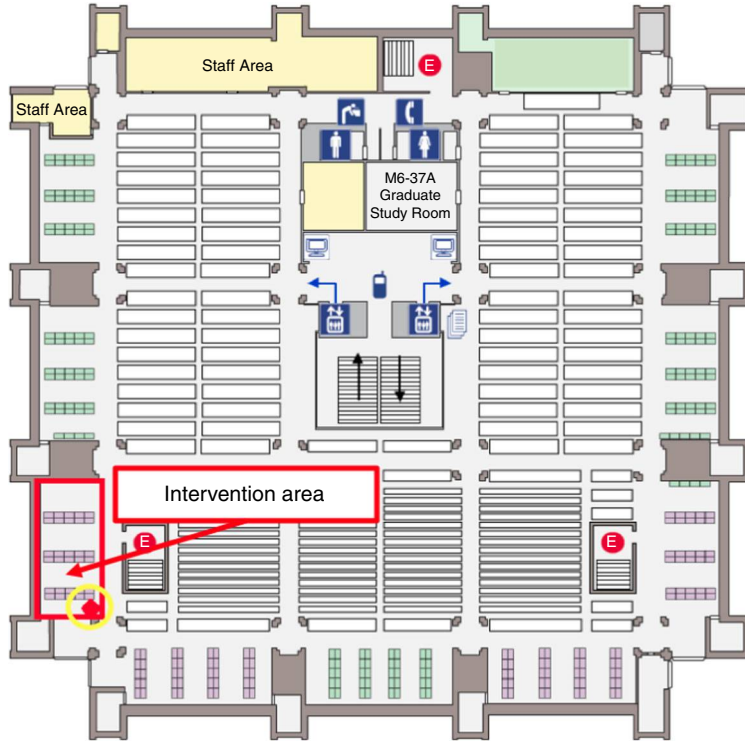 Staff Area
E
Staff Area
M6-37A
Graduate
Study Room
Intervention area
E
E